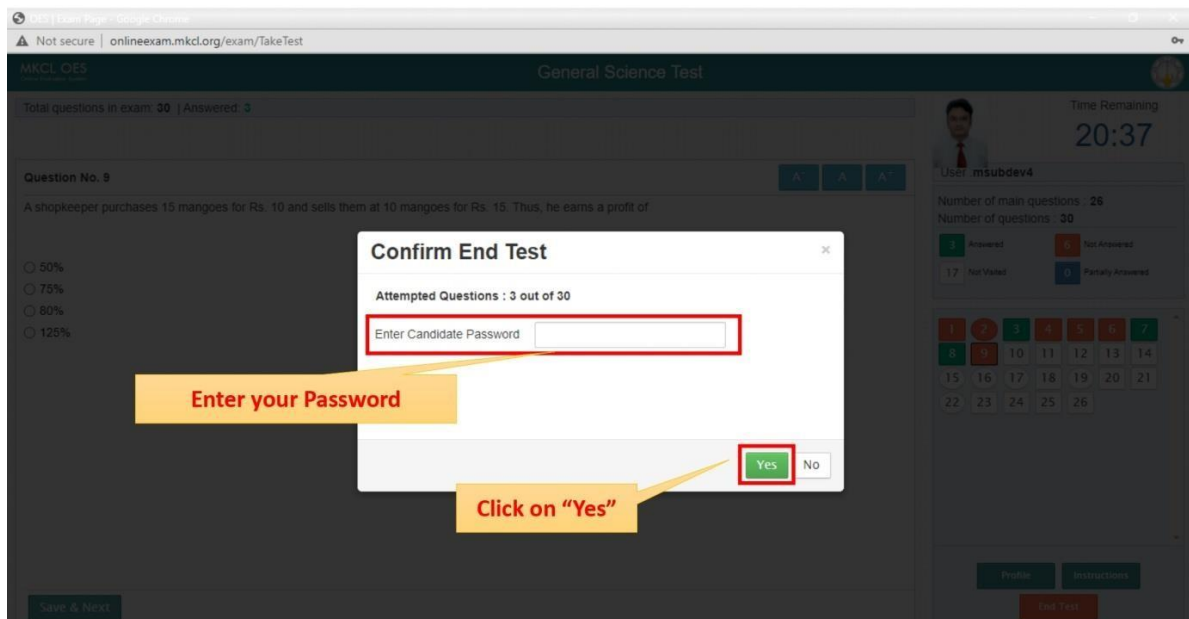 OES | Exam Page - Google Chrome
Not secure | onlineexam.mkcl.org/exam/TakeTest
MKCL OES
General Science Test
Total questions in exam: 30 | Answered: 3
Time Remaining
20:37
User msubdev4
Question No. 9
A- A A+
A shopkeeper purchases 15 mangoes for Rs. 10 and sells them at 10 mangoes for Rs. 15. Thus, he earns a profit of
50%
75%
80%
125%
Number of main questions : 26
Number of questions : 30
3 Answered 6 Not Answered
17 Not Visited 0 Partially Answered
1 2 3 4 5 6 7
8 9 10 11 12 13 14
15 16 17 18 19 20 21
22 23 24 25 26
Confirm End Test
×
Attempted Questions : 3 out of 30
Enter Candidate Password
Enter your Password
Yes No
Click on “Yes”
Profile Instructions
Save & Next
End Test